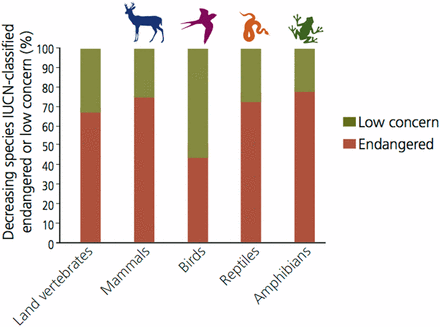 Decreasing species IUCN-classified
endangered or low concern (%)
100
90
80
70
60
50
40
30
20
10
0
Land vertebrates
Mammals
Birds
Reptiles
Amphibians
Low concern
Endangered